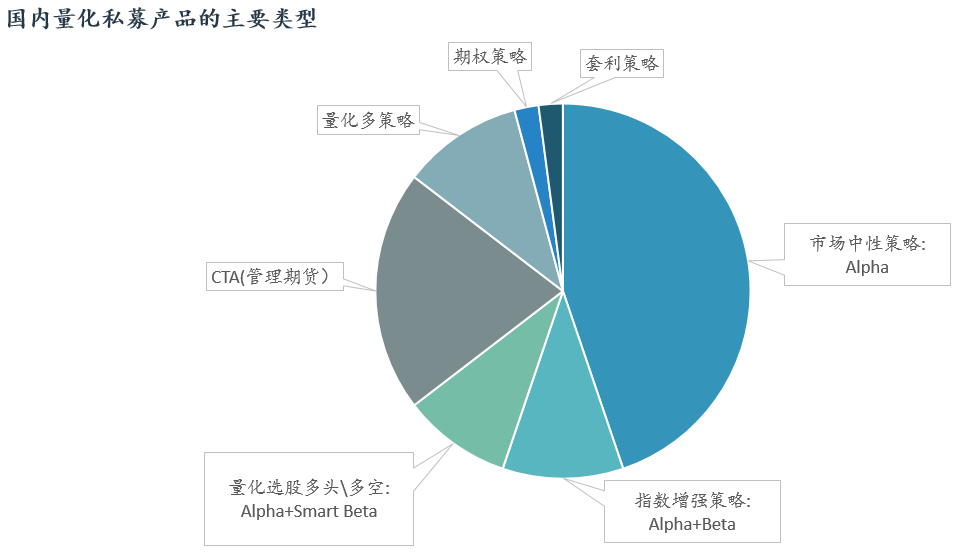 国内量化私募产品的主要类型
期权策略
套利策略
量化多策略
市场中性策略:
Alpha
CTA(管理期货）
量化选股多头\多空:
Alpha+Smart Beta
指数增强策略:
Alpha+Beta